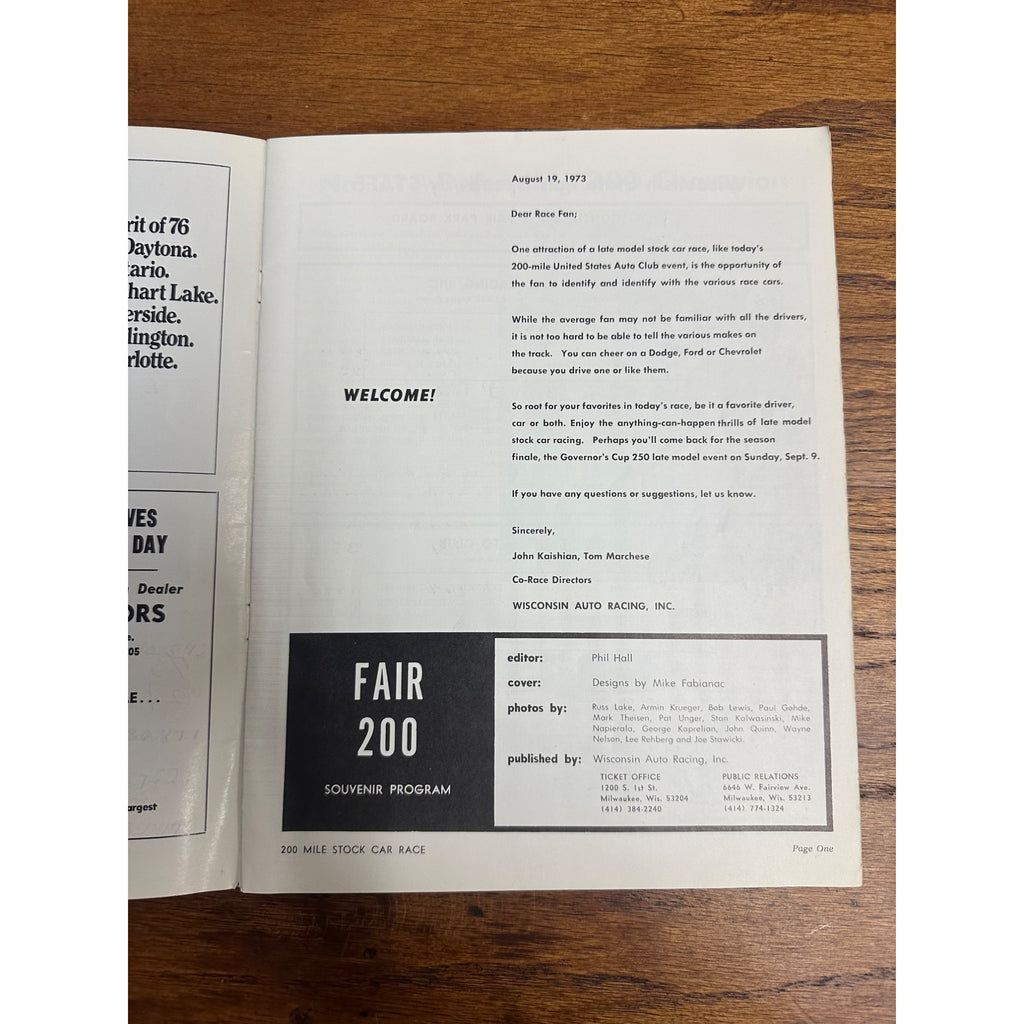 rit of 76
Daytona.
tario.
hart Lake.
erside.
lington.
rlotte.
VES
DAY
Dealer
ORS
e.
05
E...
argest
August 19, 1973
Dear Race Fan;
One attraction of a late model stock car race, like today's
200-mile United States Auto Club event, is the opportunity of
the fan to identify and identify with the various race cars.
While the average fan may not be familiar with all the drivers,
it is not too hard to be able to tell the various makes on
the track. You can cheer on a Dodge, Ford or Chevrolet
because you drive one or like them.
WELCOME!
So root for your favorites in today's race, be it a favorite driver,
car or both. Enjoy the anything-can-happen thrills of late model
stock car racing. Perhaps you'll come back for the season
finale, the Governor's Cup 250 late model event on Sunday, Sept. 9.
If you have any questions or suggestions, let us know.
Sincerely,
John Kaishian, Tom Marchese
Co-Race Directors
WISCONSIN AUTO RACING, INC.
FAIR
200
SOUVENIR PROGRAM
editor: Phil Hall
cover: Designs by Mike Fabianac
photos by: Russ Lake, Armin Krueger, Bob Lewis, Paul Gohde,
Mark Theisen, Pat Unger, Stan Kalwasinski, Mike
Napierala, George Kaprelian, John Quinn, Wayne
Nelson, Lee Rehberg and Joe Stawicki.
published by: Wisconsin Auto Racing, Inc.
TICKET OFFICE
1200 S. 1st St.
Milwaukee, Wis. 53204
(414) 384-2240
PUBLIC RELATIONS
6646 W. Fairview Ave.
Milwaukee, Wis. 53213
(414) 774-1324
200 MILE STOCK CAR RACE
Page One